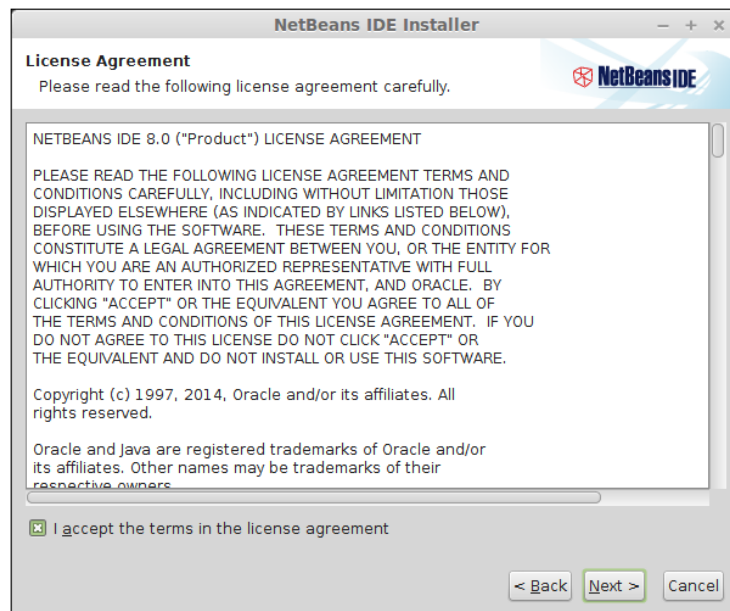 NetBeans IDE Installer
License Agreement
Please read the following license agreement carefully.
NetBeans IDE
NETBEANS IDE 8.0 ("Product") LICENSE AGREEMENT
PLEASE READ THE FOLLOWING LICENSE AGREEMENT TERMS AND
CONDITIONS CAREFULLY, INCLUDING WITHOUT LIMITATION THOSE
DISPLAYED ELSEWHERE (AS INDICATED BY LINKS LISTED BELOW),
BEFORE USING THE SOFTWARE.  THESE TERMS AND CONDITIONS
CONSTITUTE A LEGAL AGREEMENT BETWEEN YOU, OR THE ENTITY FOR
WHICH YOU ARE AN AUTHORIZED REPRESENTATIVE WITH FULL
AUTHORITY TO ENTER INTO THIS AGREEMENT, AND ORACLE.  BY
CLICKING "ACCEPT" OR THE EQUIVALENT YOU AGREE TO ALL OF
THE TERMS AND CONDITIONS OF THIS LICENSE AGREEMENT.  IF YOU
DO NOT AGREE TO THIS LICENSE DO NOT CLICK "ACCEPT" OR
THE EQUIVALENT AND DO NOT INSTALL OR USE THIS SOFTWARE.
Copyright (c) 1997, 2014, Oracle and/or its affiliates. All
rights reserved.
Oracle and Java are registered trademarks of Oracle and/or
its affiliates. Other names may be trademarks of their
respective owners.
I accept the terms in the license agreement
< Back
Next >
Cancel